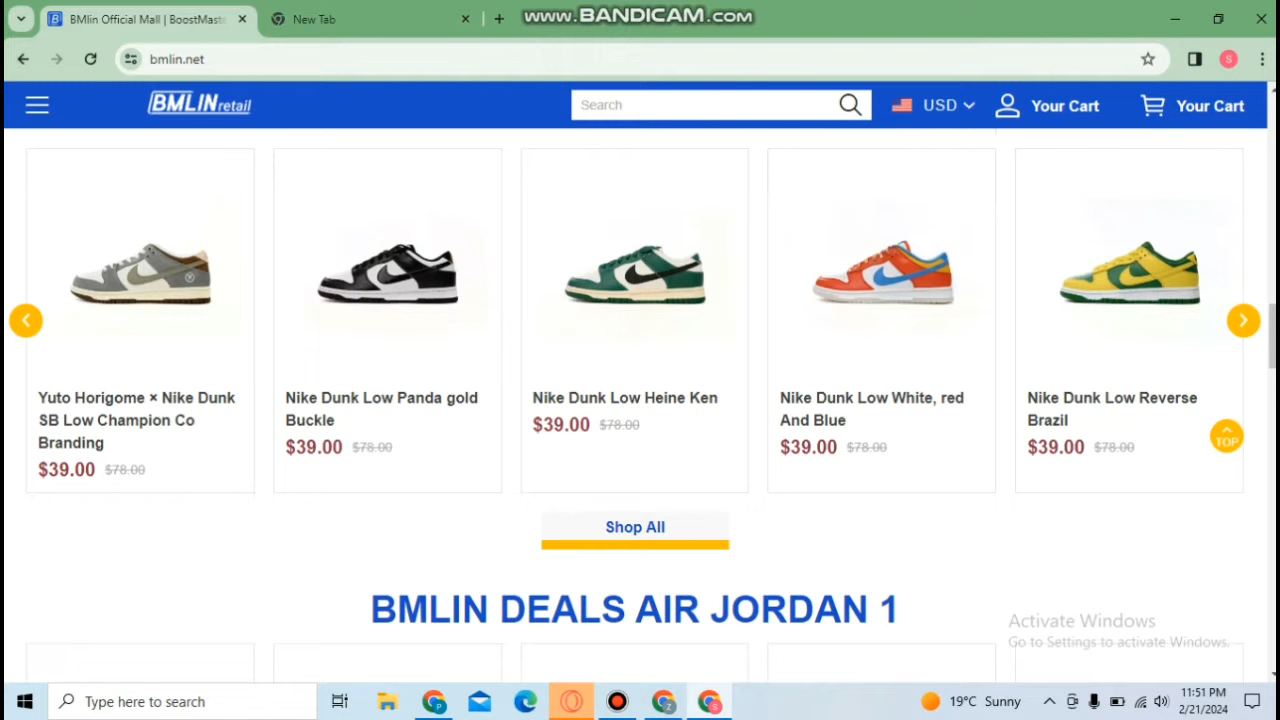 www.BANDICAM.com
BMlin Official Mall | BoostMaste
New Tab
bmlin.net
BMLIN retail
Search
USD
Your Cart
Your Cart
Yuto Horigome × Nike Dunk
SB Low Champion Co
Branding
$39.00 $78.00
Nike Dunk Low Panda gold
Buckle
$39.00 $78.00
Nike Dunk Low Heine Ken
$39.00 $78.00
Nike Dunk Low White, red
And Blue
$39.00 $78.00
Nike Dunk Low Reverse
Brazil
$39.00 $78.00
TOP
Shop All
BMLIN DEALS AIR JORDAN 1
Activate Windows
Go to Settings to activate Windows.
Type here to search
19°C Sunny
11:51 PM
2/21/2024